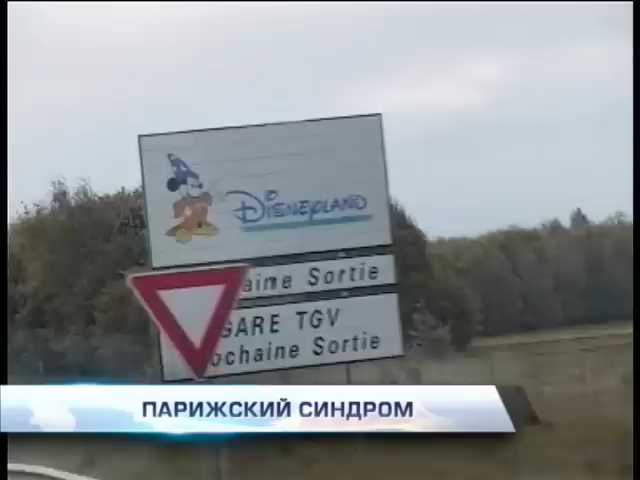 DISNEYLAND
aine Sortie
GARE TGV
ochaine Sortie
ПАРИЖСКИЙ СИНДРОМ